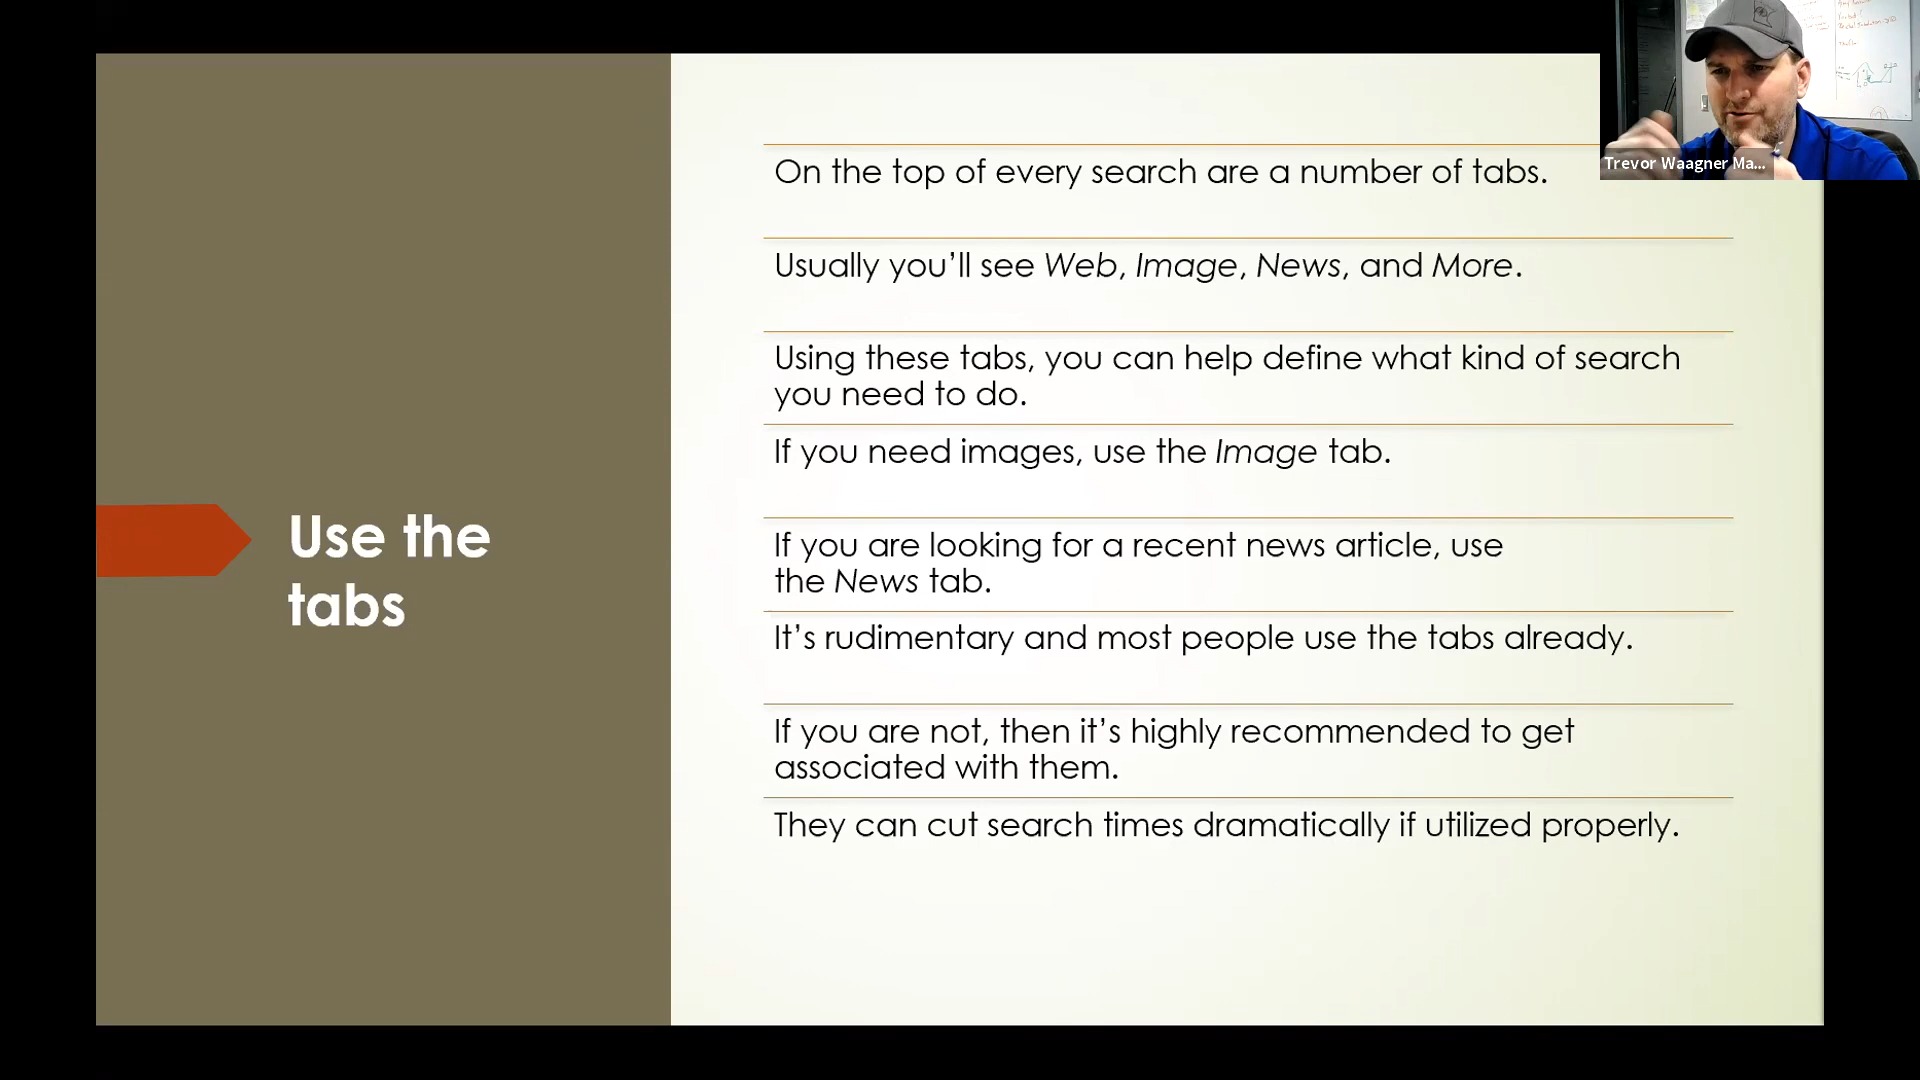 Use the
tabs
On the top of every search are a number of tabs.
Usually you’ll see Web, Image, News, and More.
Using these tabs, you can help define what kind of search
you need to do.
If you need images, use the Image tab.
If you are looking for a recent news article, use
the News tab.
It’s rudimentary and most people use the tabs already.
If you are not, then it’s highly recommended to get
associated with them.
They can cut search times dramatically if utilized properly.
Trevor Waagner Ma...